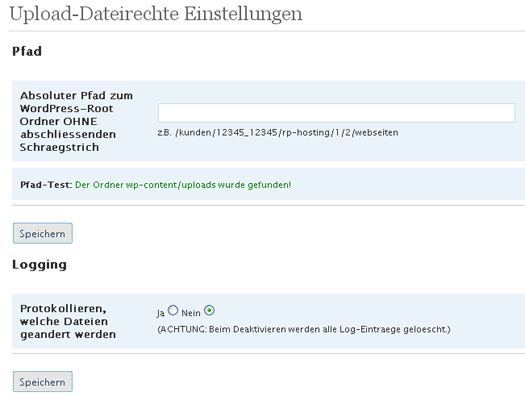 Upload-Dateirechte Einstellungen
Pfad
Absoluter Pfad zum
WordPress-Root
Ordner OHNE
abschliessenden
Schraegstrich
z.B. /kunden/12345_12345/rp-hosting/1/2/webseiten
Pfad-Test: Der Ordner wp-content/uploads wurde gefunden!
Speichern
Logging
Protokollieren,
welche Dateien
geandert werden
Ja Nein
(ACHTUNG: Beim Deaktivieren werden alle Log-Eintraege geloescht.)
Speichern